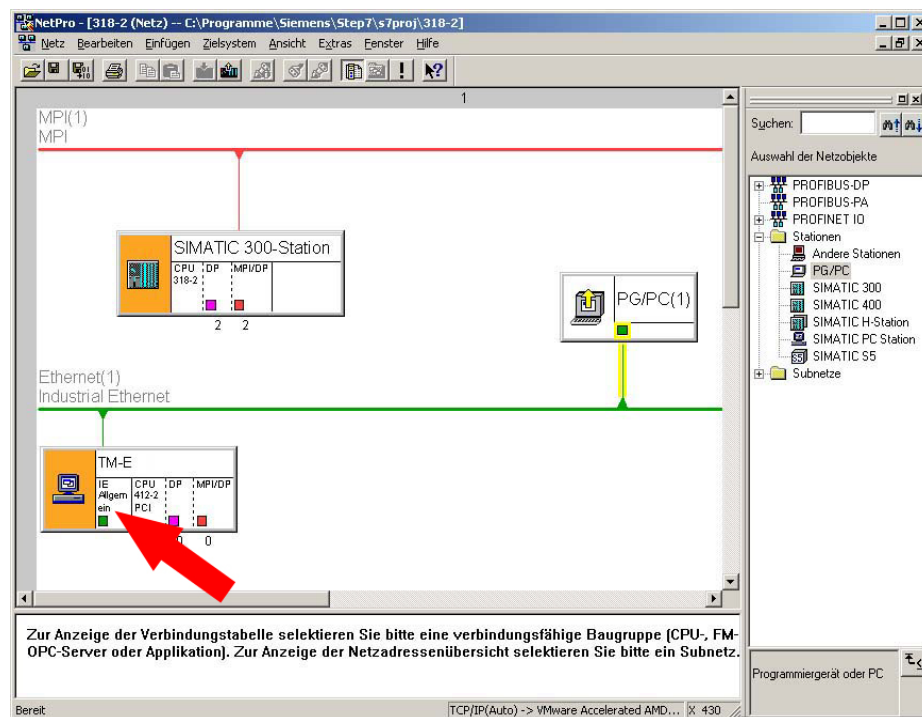 NetPro - [318-2 (Netz) -- C:\Programme\Siemens\Step7\s7proj\318-2]
Netz Bearbeiten Einfügen Zielsystem Ansicht Extras Fenster Hilfe
1
MPI(1)
MPI
SIMATIC 300-Station
CPU 318-2
DP
MPI/DP
2 2
PG/PC(1)
Ethernet(1)
Industrial Ethernet
TM-E
IE Allgem ein
CPU 412-2 PCI
DP
MPI/DP
0
Suchen:
Auswahl der Netzobjekte
PROFIBUS-DP
PROFIBUS-PA
PROFINET IO
Stationen
Andere Stationen
PG/PC
SIMATIC 300
SIMATIC 400
SIMATIC H-Station
SIMATIC PC Station
SIMATIC S5
Subnetze
Zur Anzeige der Verbindungstabelle selektieren Sie bitte eine verbindungsfähige Baugruppe (CPU-, FM-
OPC-Server oder Applikation). Zur Anzeige der Netzadressenübersicht selektieren Sie bitte ein Subnetz.
Programmiergerät oder PC
Bereit
TCP/IP(Auto) -> VMware Accelerated AMD... X 430